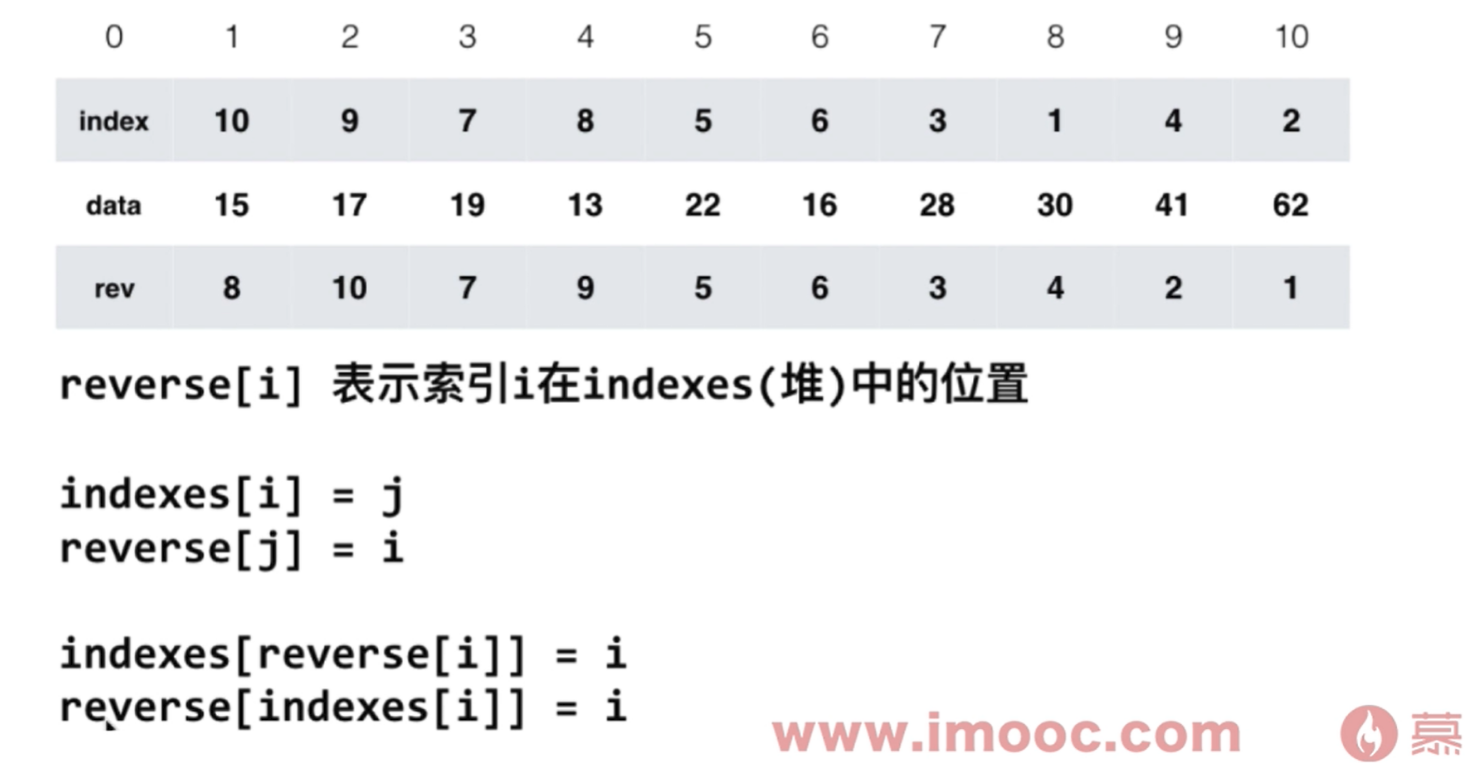 0 1 2 3 4 5 6 7 8 9 10
index 10 9 7 8 5 6 3 1 4 2
data 15 17 19 13 22 16 28 30 41 62
rev 8 10 7 9 5 6 3 4 2 1
reverse[i] 表示索引i在indexes(堆)中的位置
indexes[i] = j
reverse[j] = i
indexes[reverse[i]] = i
reverse[indexes[i]] = i
www.imooc.com 慕